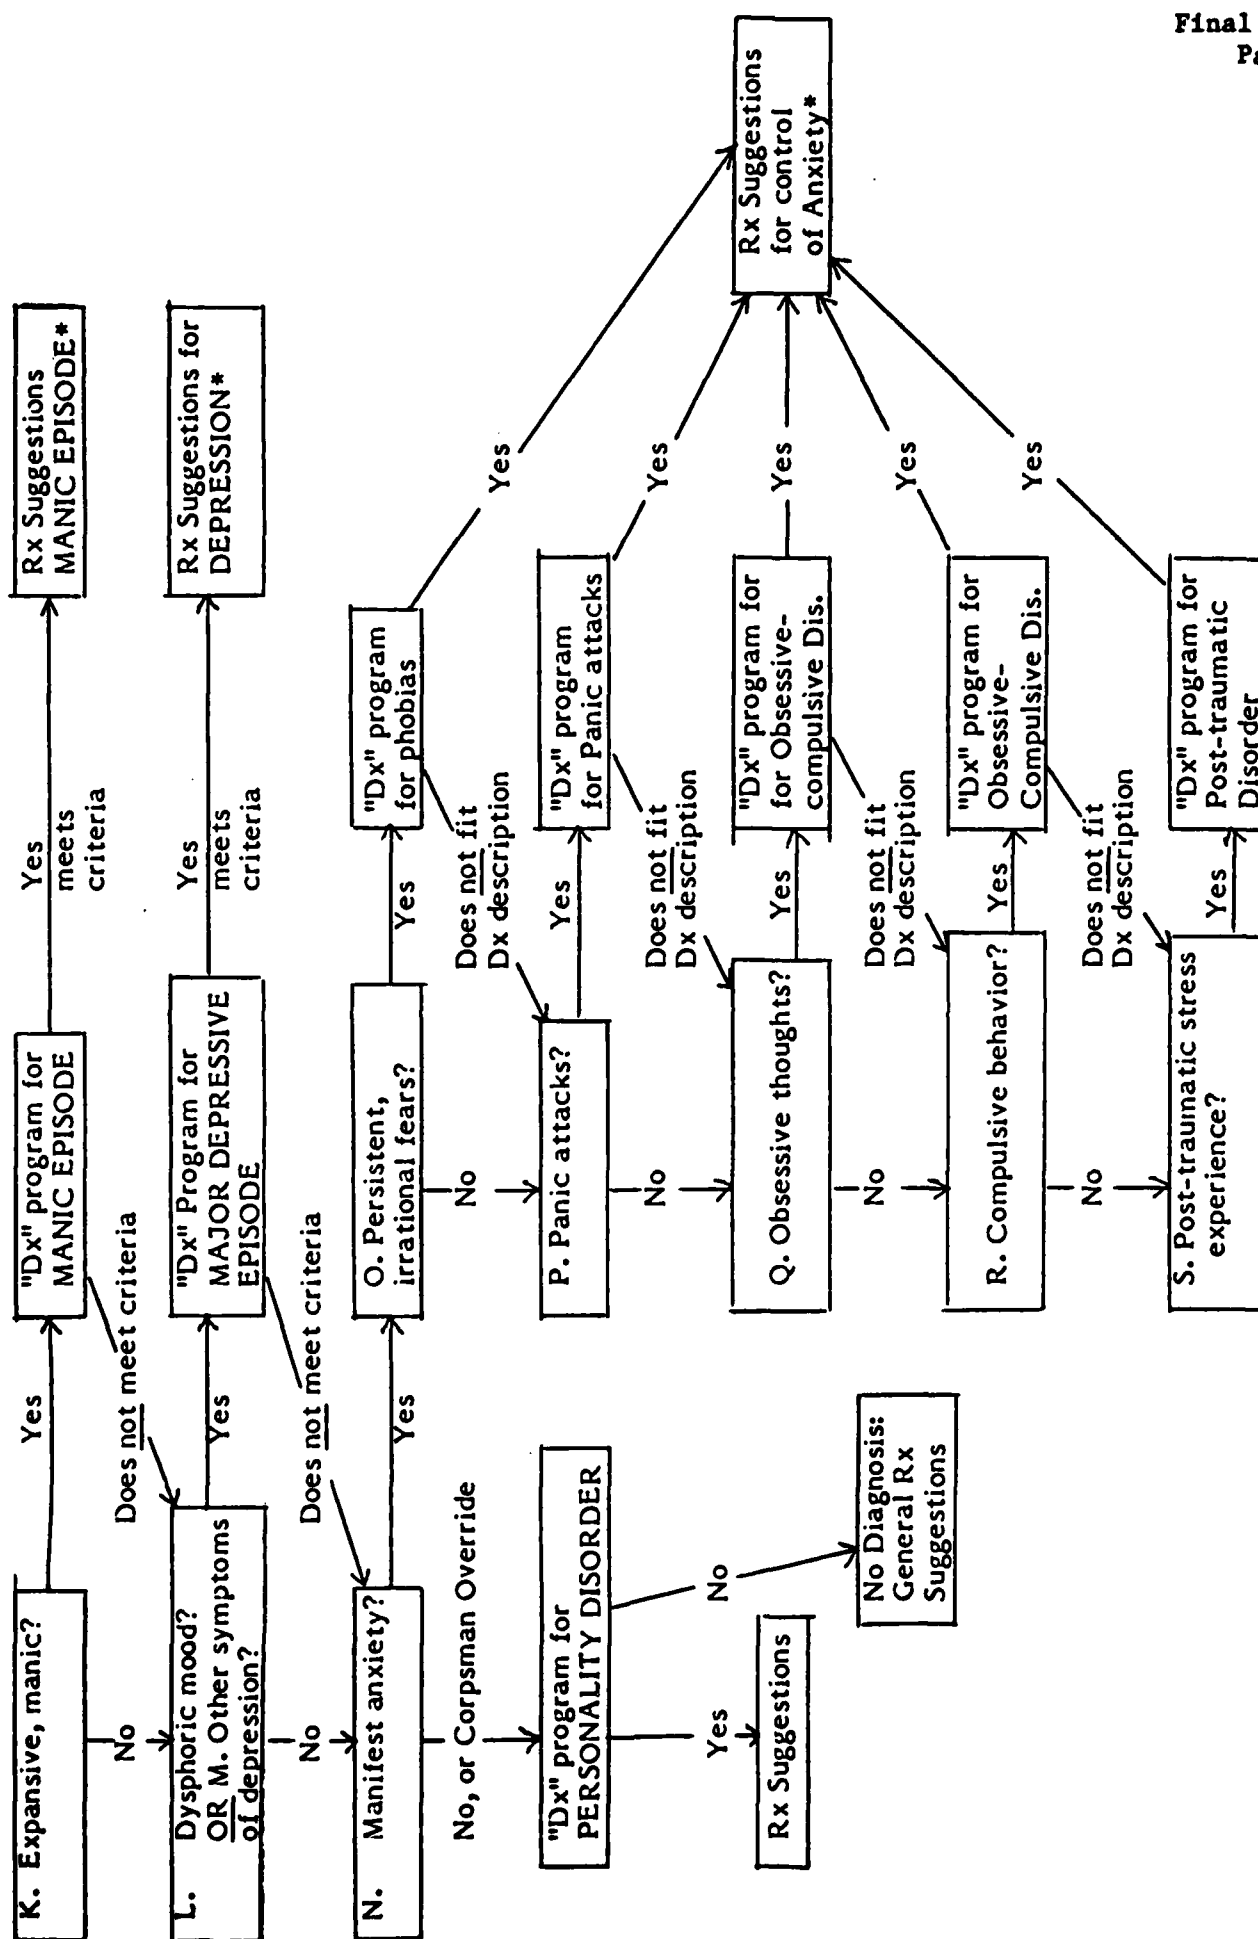 Final
Pa
K. Expansive, manic?
Yes
"Dx" program for
MANIC EPISODE
Yes
meets
criteria
Rx Suggestions
MANIC EPISODE*
No
Does not meet criteria
L. Dysphoric mood?
OR M. Other symptoms
of depression?
Yes
"Dx" Program for
MAJOR DEPRESSIVE
EPISODE
Yes
meets
criteria
Rx Suggestions for
DEPRESSION*
No
Does not meet criteria
N. Manifest anxiety?
Yes
O. Persistent,
irrational fears?
Yes
"Dx" program
for phobias
Yes
No, or Corpsman Override
No
Does not fit
Dx description
"Dx" program for
PERSONALITY DISORDER
P. Panic attacks?
Yes
"Dx" program
for Panic attacks
Yes
Yes
No
No
Does not fit
Dx description
Rx Suggestions
No Diagnosis:
General Rx
Suggestions
Q. Obsessive thoughts?
Yes
"Dx" program for
for Obsessive-
compulsive Dis.
Yes
Rx Suggestions
for control
of Anxiety*
No
Does not fit
Dx description
R. Compulsive behavior?
Yes
"Dx" program for
Obsessive-
Compulsive Dis.
Yes
No
Does not fit
Dx description
S. Post-traumatic stress
experience?
Yes
"Dx" program for
Post-traumatic
Disorder
Yes